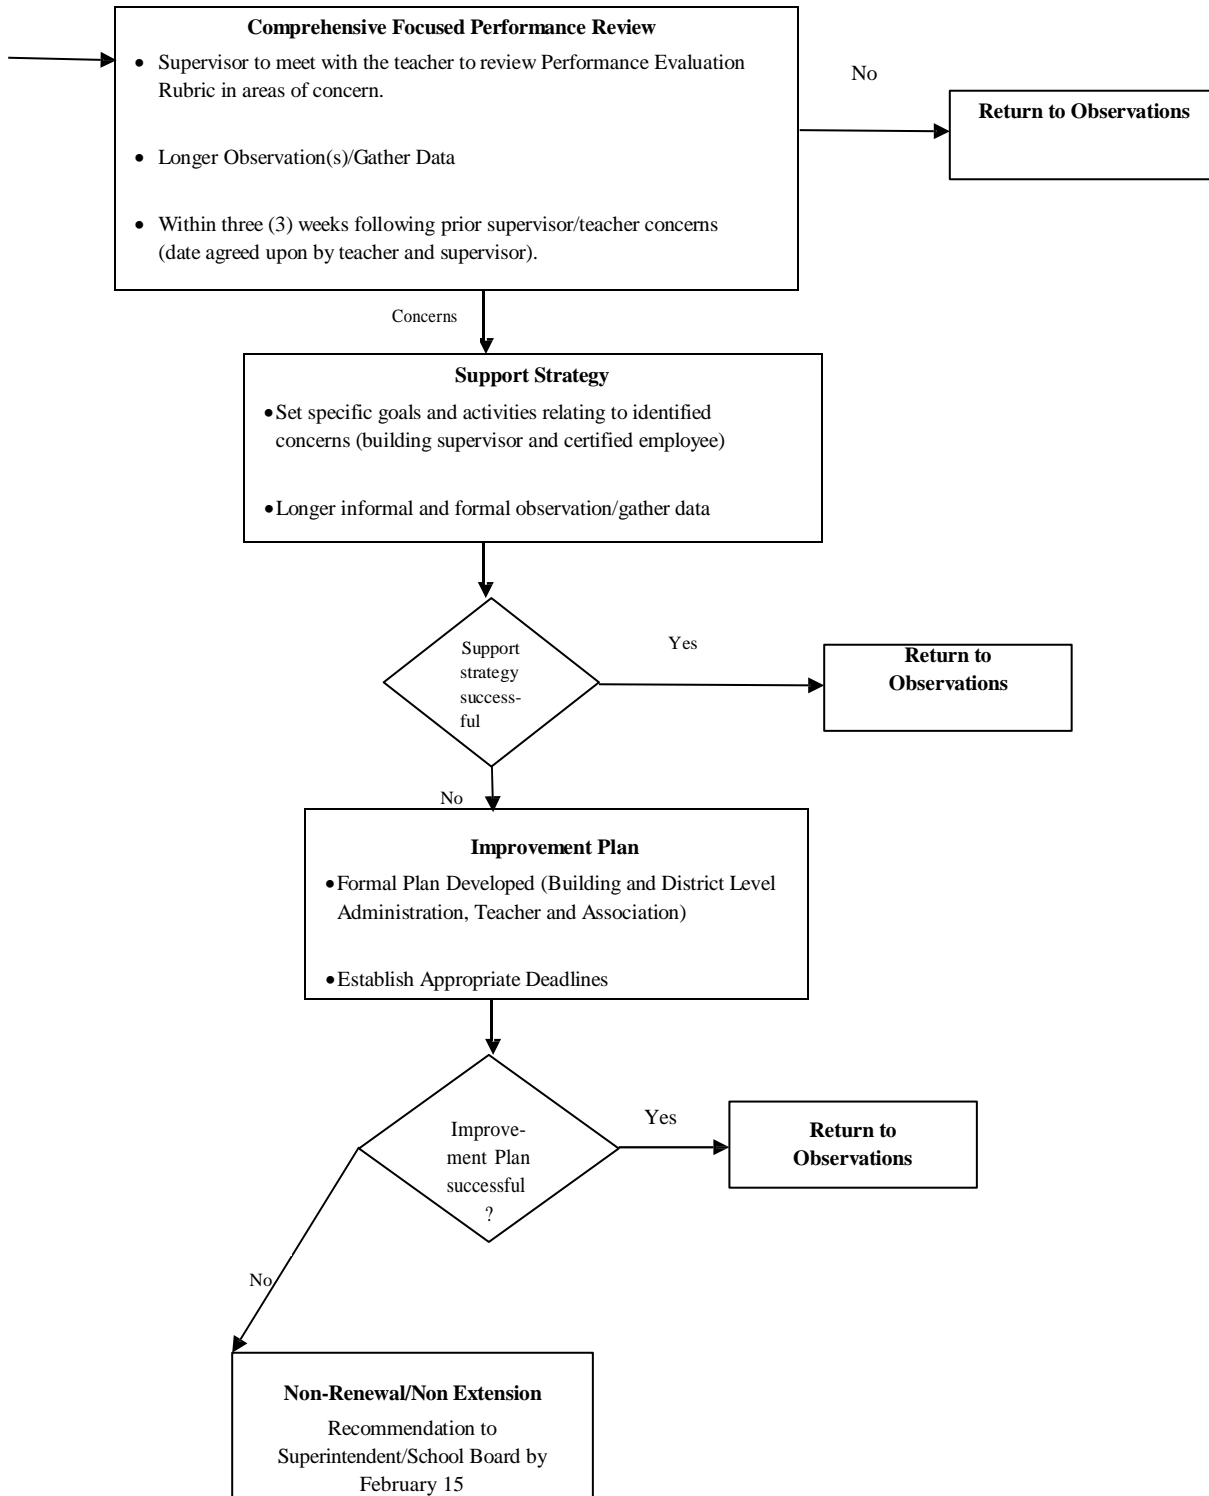 Comprehensive Focused Performance Review
• Supervisor to meet with the teacher to review Performance Evaluation
Rubric in areas of concern.
• Longer Observation(s)/Gather Data
• Within three (3) weeks following prior supervisor/teacher concerns
(date agreed upon by teacher and supervisor).
No
Return to Observations
Concerns
Support Strategy
•Set specific goals and activities relating to identified
concerns (building supervisor and certified employee)
•Longer informal and formal observation/gather data
Support
strategy
success-
ful
Yes
Return to
Observations
No
Improvement Plan
•Formal Plan Developed (Building and District Level
Administration, Teacher and Association)
•Establish Appropriate Deadlines
Improve-
ment Plan
successful
?
Yes
Return to
Observations
No
Non-Renewal/Non Extension
Recommendation to
Superintendent/School Board by
February 15